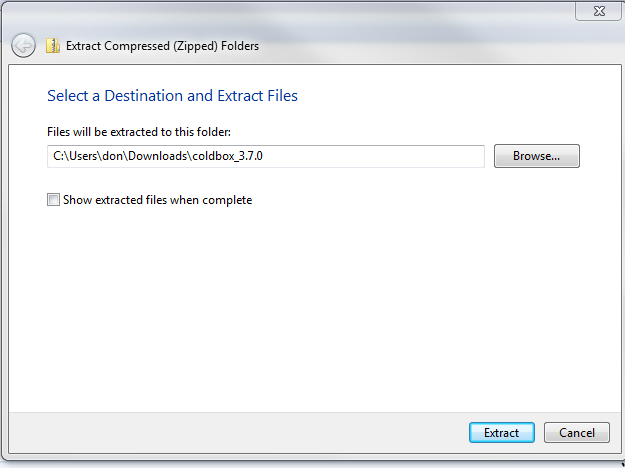 Extract Compressed (Zipped) Folders
Select a Destination and Extract Files
Files will be extracted to this folder:
C:\Users\don\Downloads\coldbox_3.7.0
Browse...
Show extracted files when complete
Extract
Cancel